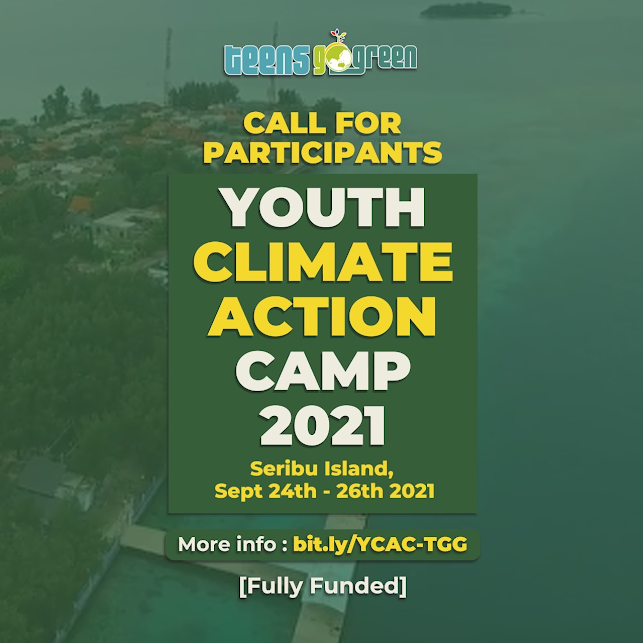 teens go green
CALL FOR
PARTICIPANTS
YOUTH
CLIMATE
ACTION
CAMP
2021
Seribu Island,
Sept 24th - 26th 2021
More info : bit.ly/YCAC-TGG
[Fully Funded]